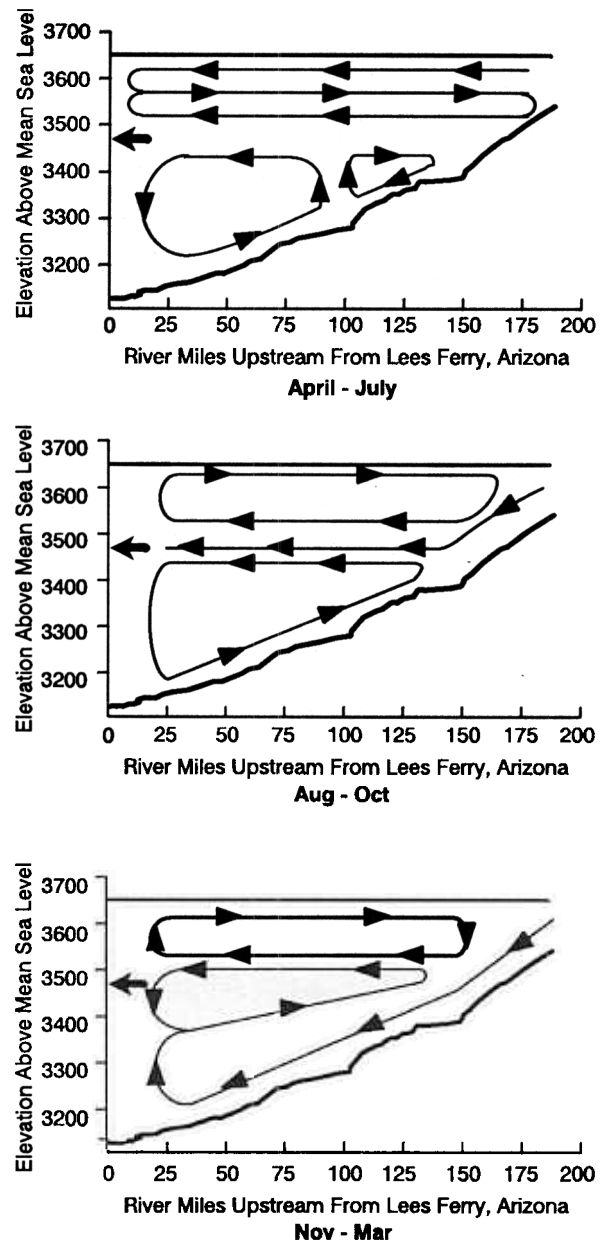 Elevation Above Mean Sea Level
3700
3600
3500
3400
3300
3200
0 25 50 75 100 125 150 175 200
River Miles Upstream From Lees Ferry, Arizona
April - July
Elevation Above Mean Sea Level
3700
3600
3500
3400
3300
3200
0 25 50 75 100 125 150 175 200
River Miles Upstream From Lees Ferry, Arizona
Aug - Oct
Elevation Above Mean Sea Level
3700
3600
3500
3400
3300
3200
0 25 50 75 100 125 150 175 200
River Miles Upstream From Lees Ferry, Arizona
Nov - Mar